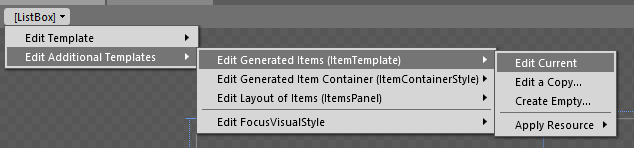 [ListBox]
Edit Template
Edit Additional Templates
Edit Generated Items (ItemTemplate)
Edit Generated Item Container (ItemContainerStyle)
Edit Layout of Items (ItemsPanel)
Edit FocusVisualStyle
Edit Current
Edit a Copy...
Create Empty...
Apply Resource